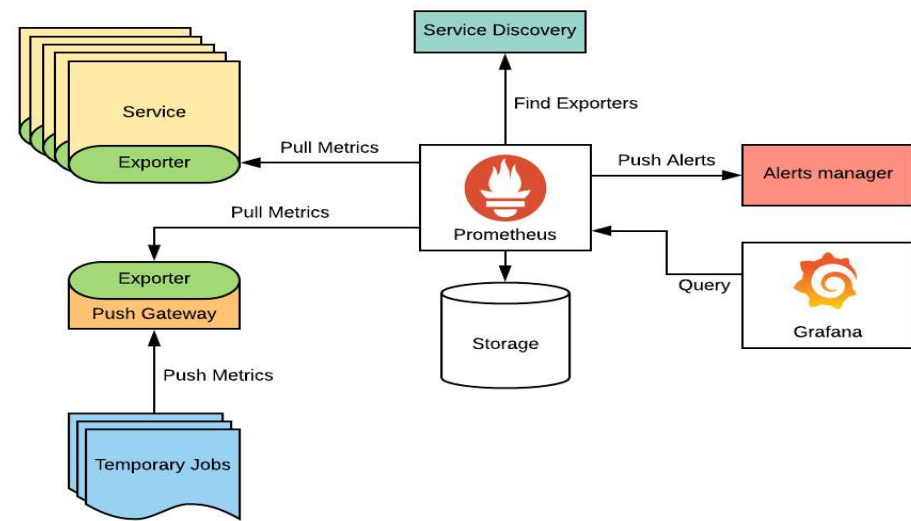 Service Discovery
Service
Find Exporters
Exporter
Pull Metrics
Push Alerts
Alerts manager
Pull Metrics
Prometheus
Exporter
Push Gateway
Query
Grafana
Storage
Push Metrics
Temporary Jobs